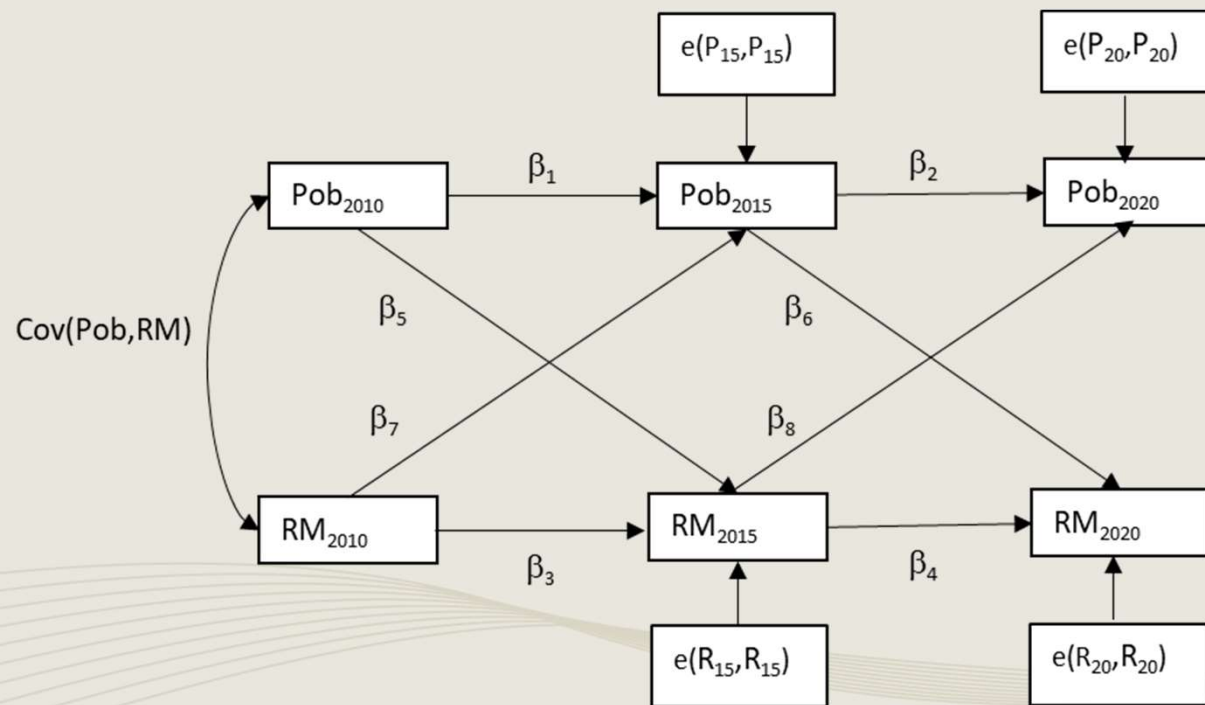 e(P₁₅,P₁₅)
e(P₂₀,P₂₀)
β₁
β₂
Pob₂₀₁₀
Pob₂₀₁₅
Pob₂₀₂₀
β₅
β₆
Cov(Pob,RM)
β₇
β₈
RM₂₀₁₀
RM₂₀₁₅
RM₂₀₂₀
β₃
β₄
e(R₁₅,R₁₅)
e(R₂₀,R₂₀)